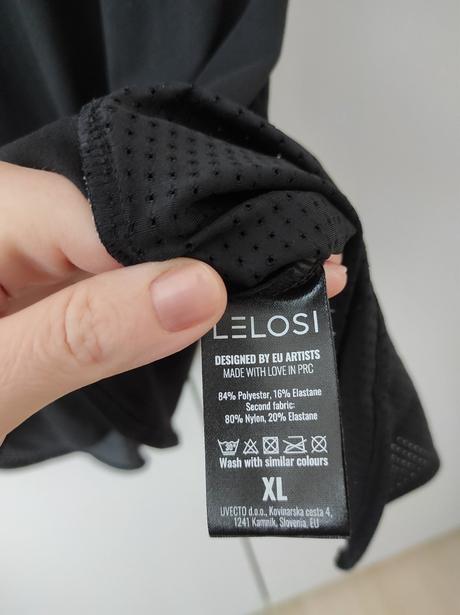 LELOSI
DESIGNED BY EU ARTISTS
MADE WITH LOVE IN PRC
84% Polyester, 16% Elastane
Second fabric:
80% Nylon, 20% Elastane
Wash with similar colours
XL
UVECTO d.o.o., Kovinarska cesta 4,
1241 Kamnik, Slovenia, EU